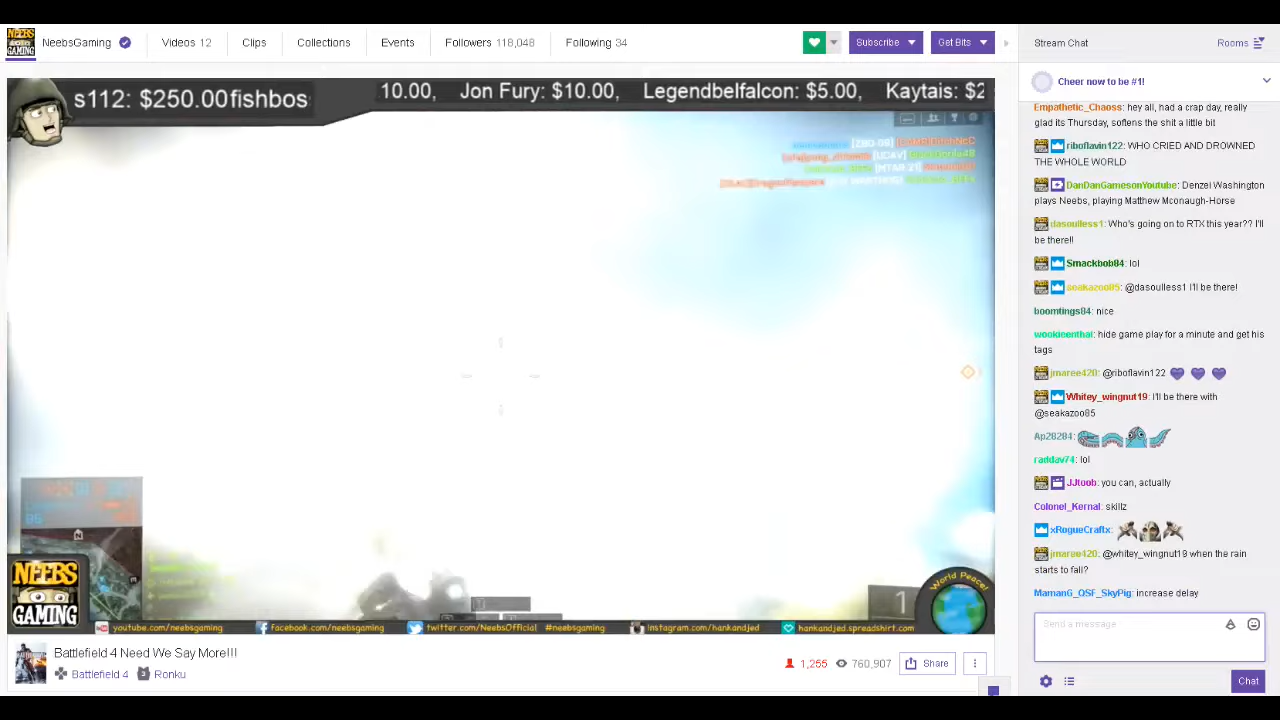 NeebsGaming
Videos 12
Clips
Collections
Events
Followers 118,048
Following 34
Subscribe
Get Bits
Stream Chat
Rooms
s112: $250.00fishbos
10.00, Jon Fury: $10.00, Legendbelfalcon: $5.00, Kaytais: $2
Cheer now to be #1!
Empathetic_Chaoss: hey all, had a crap day, really
glad its Thursday, softens the shit a little bit
riboflavin122: WHO CRIED AND DROWNED
THE WHOLE WORLD
DanDanGamesonYoutube: Denzel Washington
plays Neebs, playing Matthew Mconaugh-Horse
dasoulless1: Who's going on to RTX this year?? I'll
be there!!
Smackbob84: lol
seakazoo85: @dasoulless1 I'll be there!
boomtings84: nice
wookieenthal: hide game play for a minute and get his
tags
jmaree420: @riboflavin122
Whitey_wingnut19: I'll be there with
@seakazoo85
Ap28284:
raddav74: lol
JJtoob: you can, actually
Colonel_Kernal: skillz
xRogueCraftx:
jmaree420: @whitey_wingnut19 when the rain
starts to fall?
MamanG_QSF_SkyPig: increase delay
Send a message
Chat
N
NEEBS
GAMING
1
World Peace!
youtube.com/neebsgaming
facebook.com/neebsgaming
twitter.com/NeebsOfficial #neebsgaming
instagram.com/hankandjed
hankandjed.spreadshirt.com
Battlefield 4 Need We Say More!!!
Battlefield 4
Ronku
1,255
760,907
Share